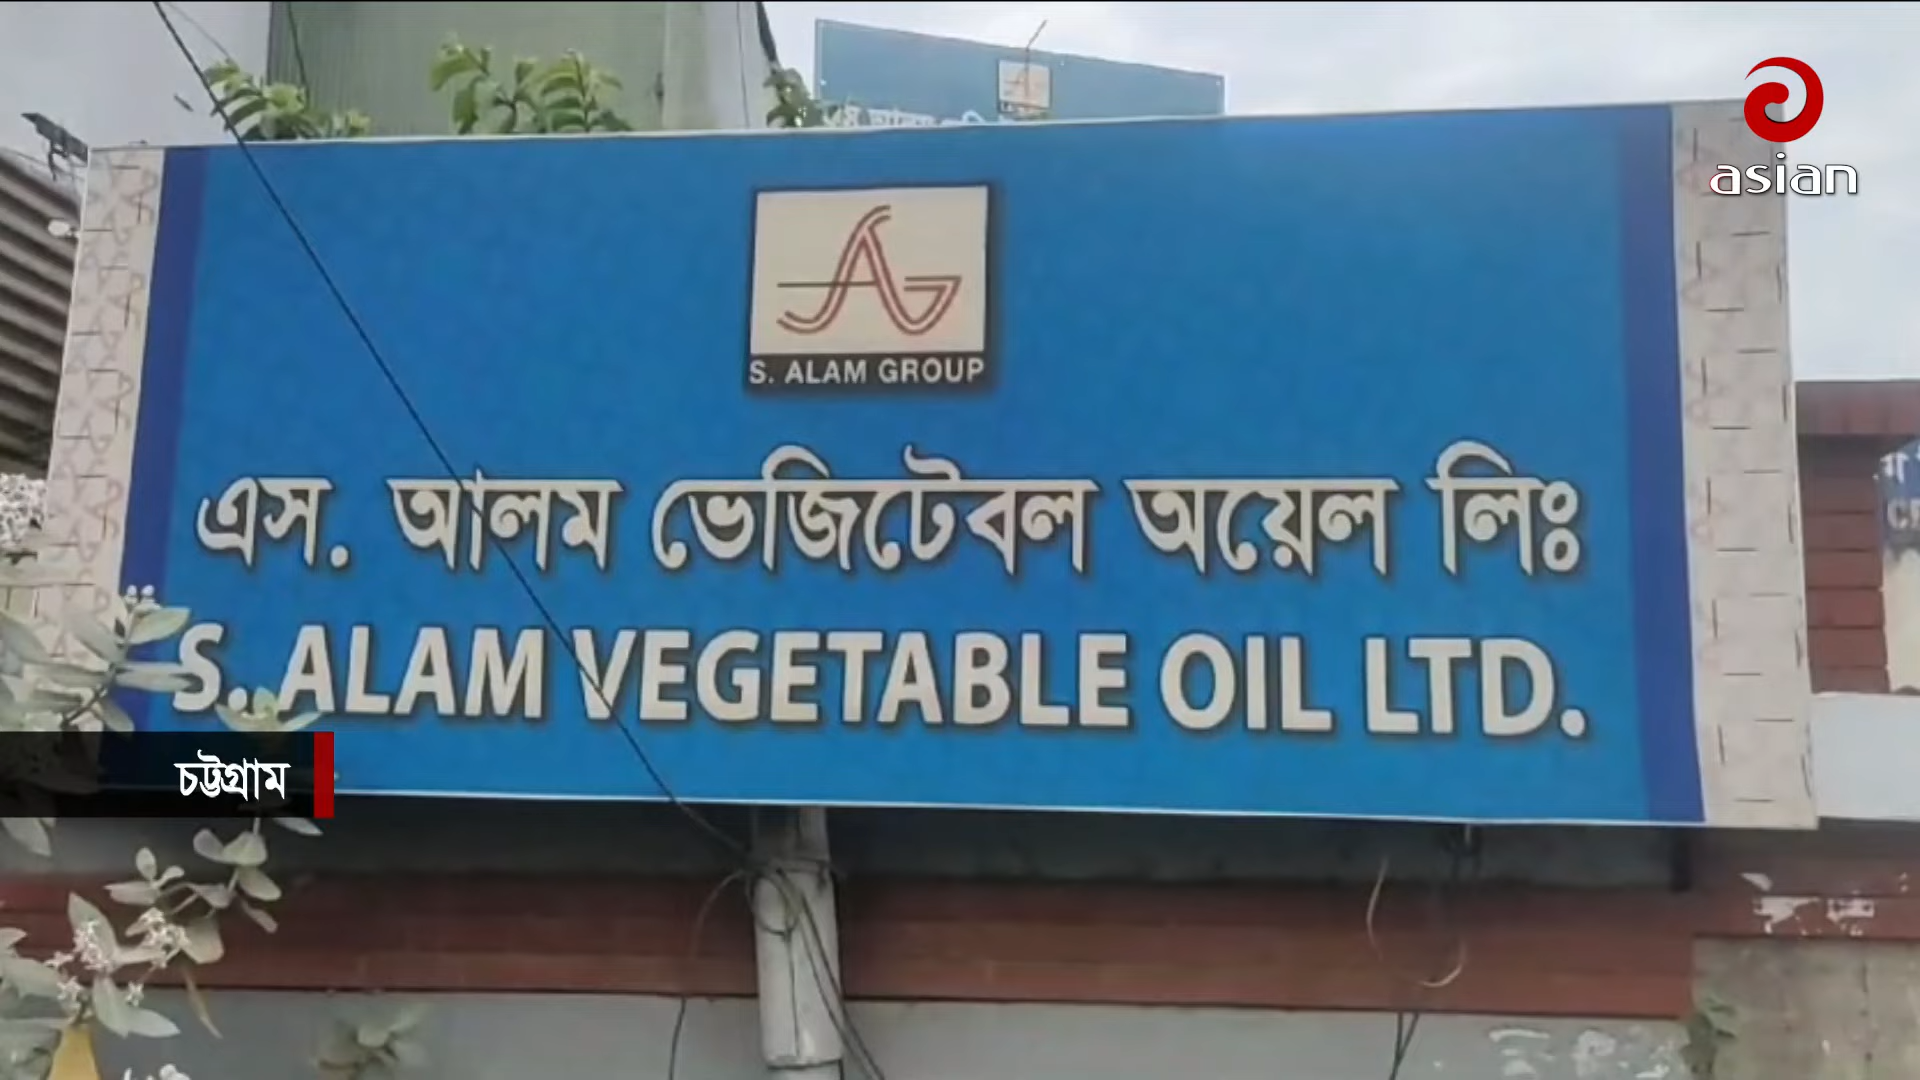 asian
S. ALAM GROUP
এস. আলম ভেজিটেবল অয়েল লিঃ
S. ALAM VEGETABLE OIL LTD.
চট্টগ্রাম